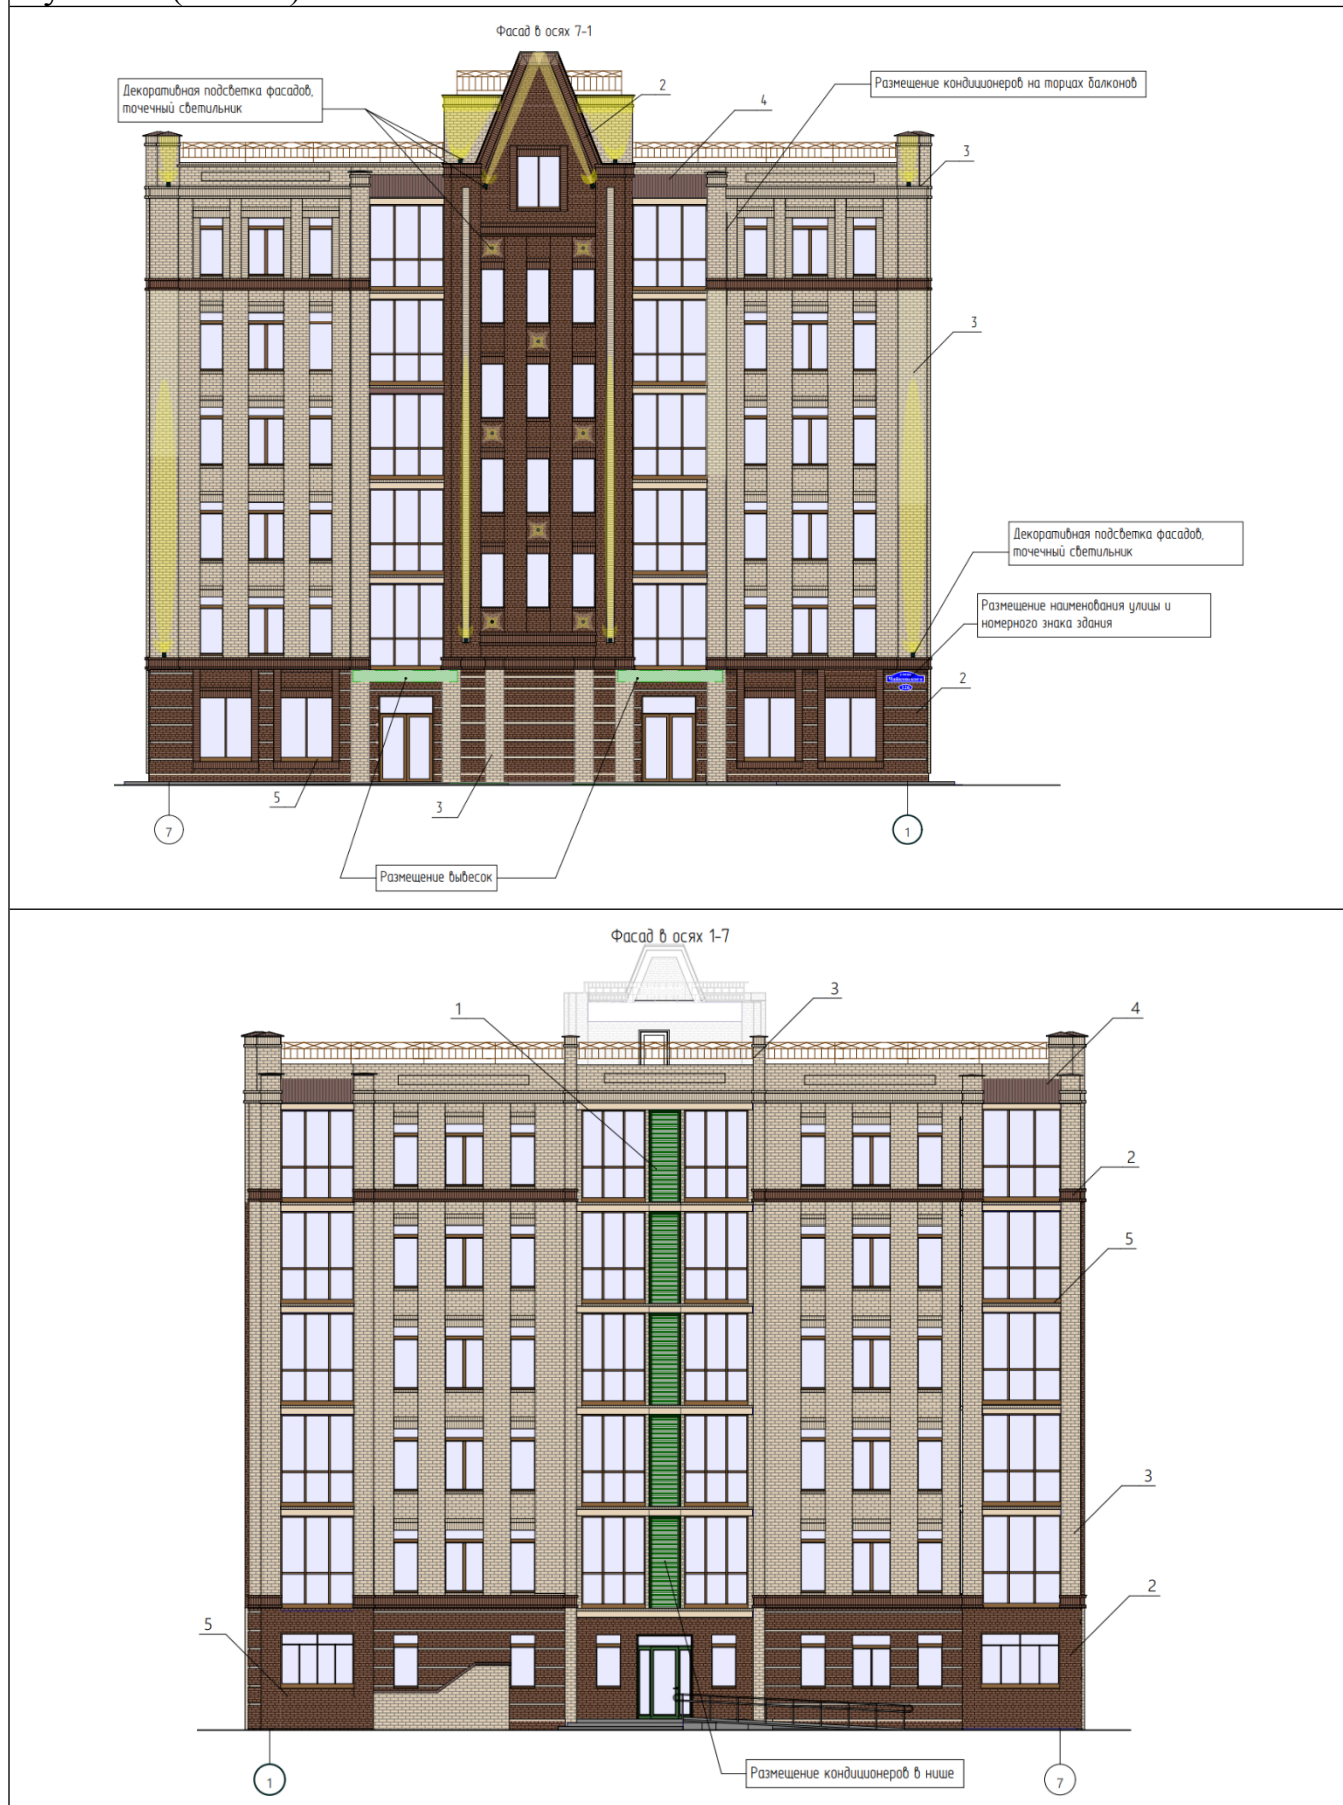 Фасад в осях 7-1
Декоративная подсветка фасадов,
точечный светильник
2
4
Размещение кондиционеров на торцах балконов
3
3
Декоративная подсветка фасадов,
точечный светильник
Размещение наименования улицы и
номерного знака здания
2
5
3
7
1
Размещение вывесок
Фасад в осях 1-7
1
3
4
2
5
3
2
5
Размещение кондиционеров в нише
1
7